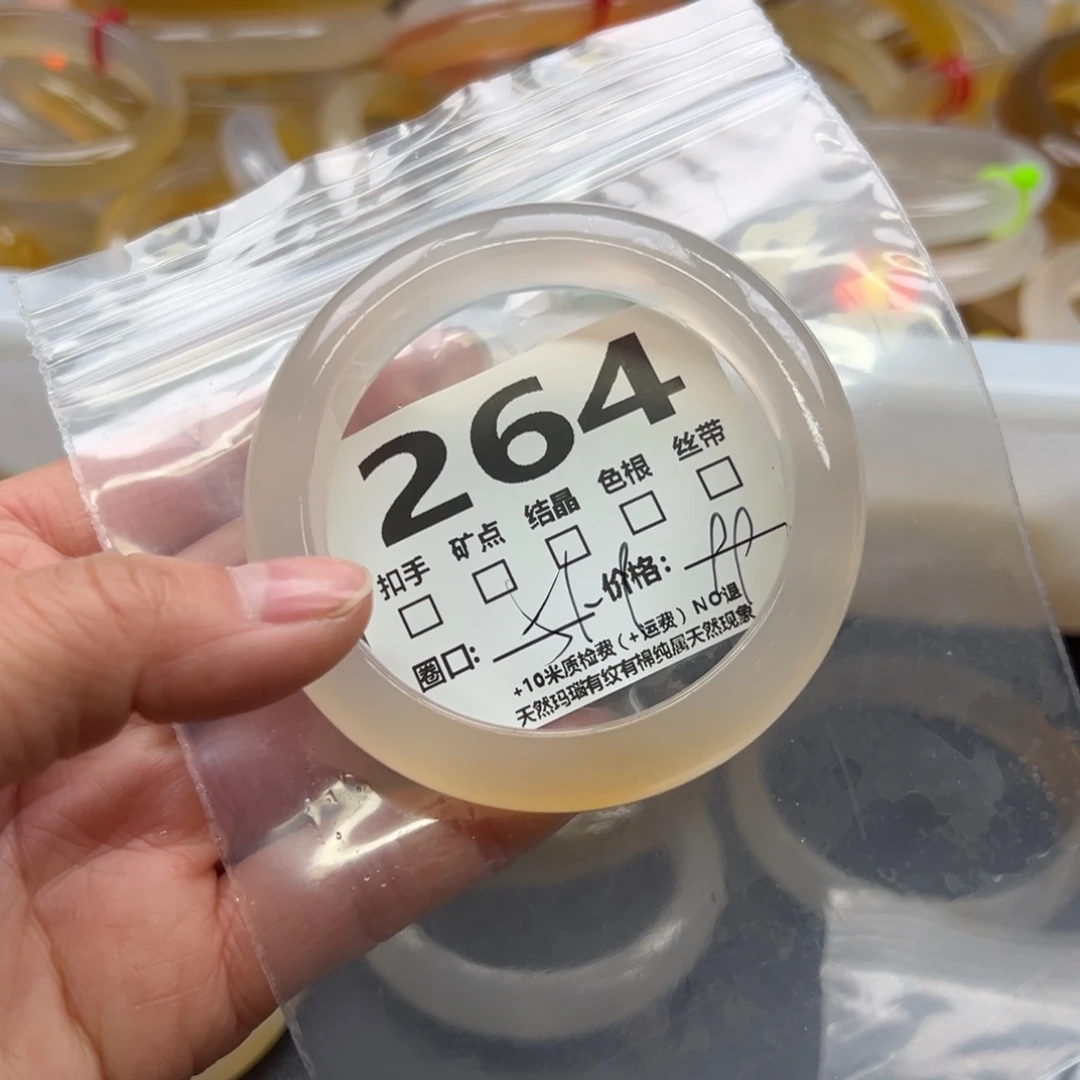 264
扣手 矿点 结晶 色根 丝带
圈口: 价格:
+10米质检费(+运费)NO退
天然玛瑙有纹有棉纯属天然现象